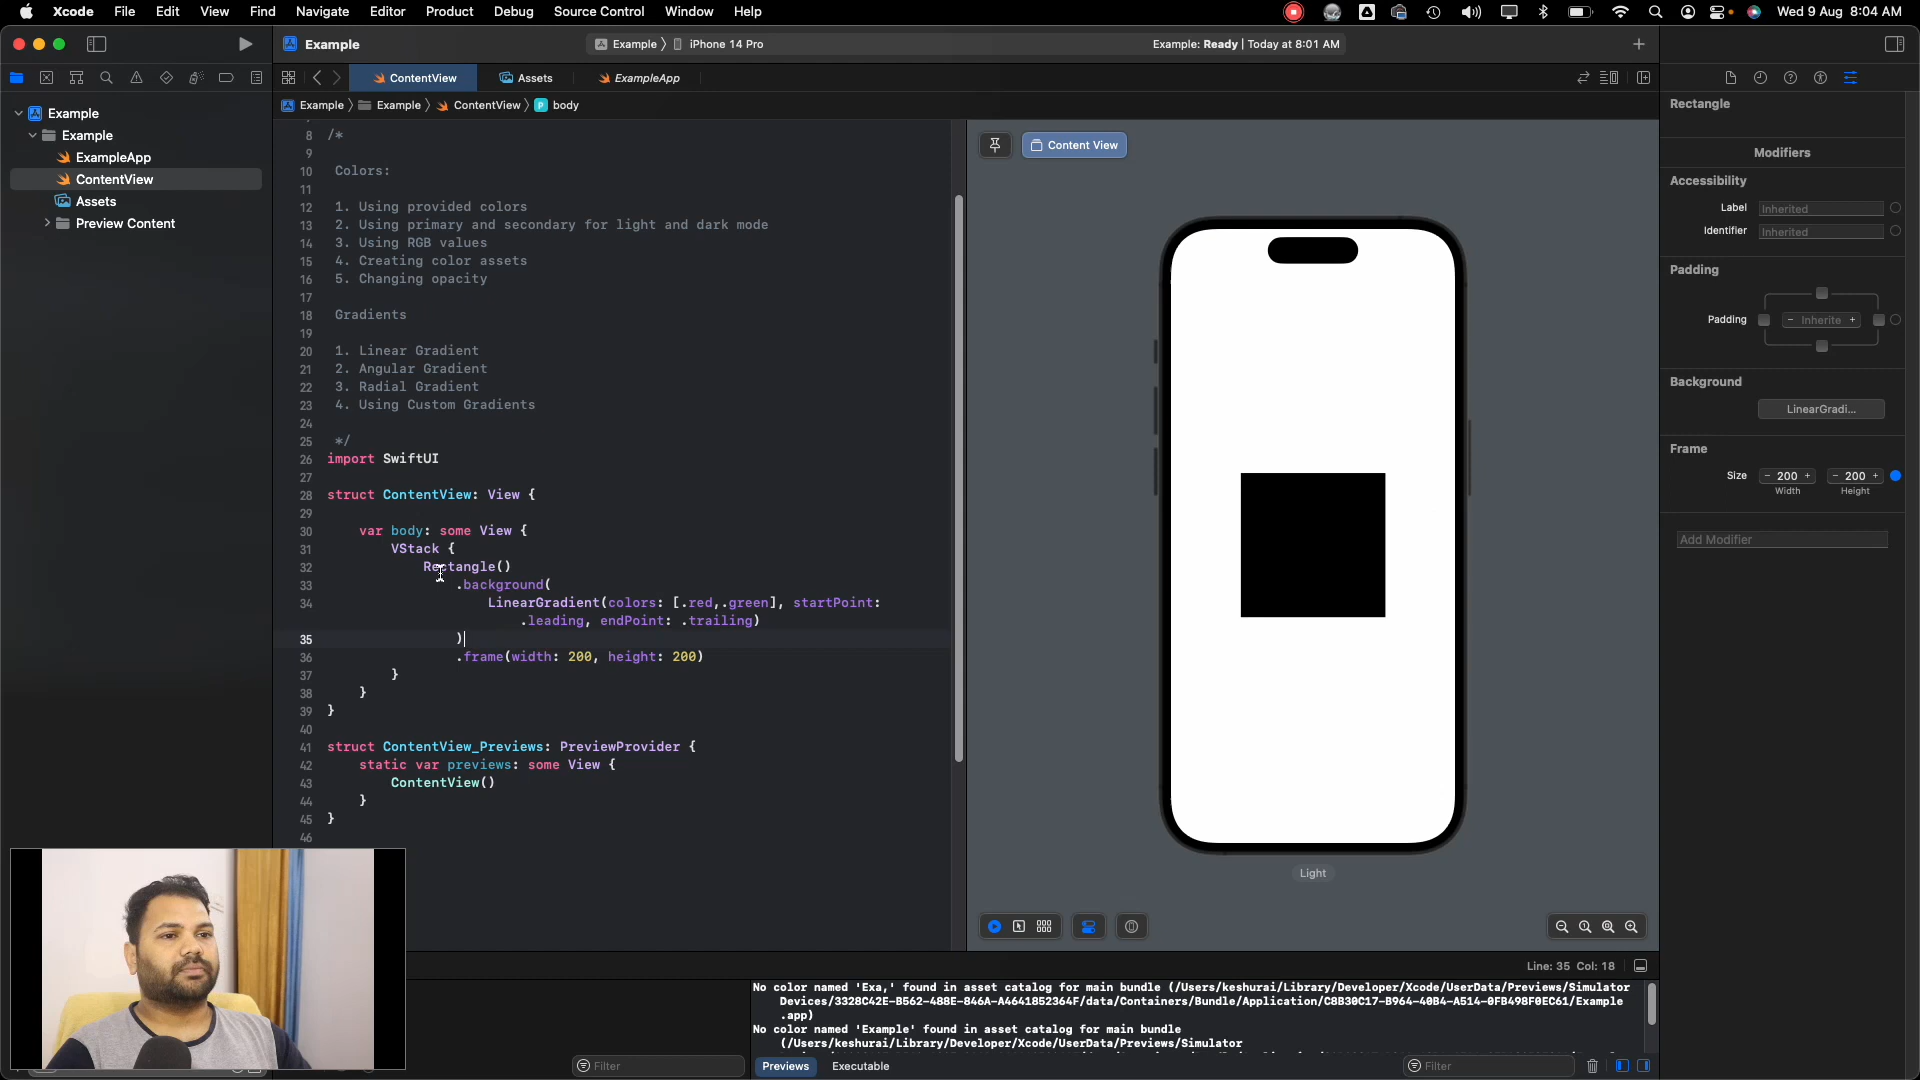 Xcode File Edit View Find Navigate Editor Product Debug Source Control Window Help Wed 9 Aug 8:04 AM
Example Example iPhone 14 Pro Example: Ready | Today at 8:01 AM
ContentView Assets ExampleApp
Example Example ContentView body
Example
Example
ExampleApp
ContentView
Assets
Preview Content
8 /*
9
10 Colors:
11
12 1. Using provided colors
13 2. Using primary and secondary for light and dark mode
14 3. Using RGB values
15 4. Creating color assets
16 5. Changing opacity
17
18 Gradients
19
20 1. Linear Gradient
21 2. Angular Gradient
22 3. Radial Gradient
23 4. Using Custom Gradients
24
25 */
26 import SwiftUI
27
28 struct ContentView: View {
29
30 var body: some View {
31 VStack {
32 Rectangle()
33 .background(
34 LinearGradient(colors: [.red,.green], startPoint:
.leading, endPoint: .trailing)
35 )
36 .frame(width: 200, height: 200)
37 }
38 }
39 }
40
41 struct ContentView_Previews: PreviewProvider {
42 static var previews: some View {
43 ContentView()
44 }
45 }
46
Content View
Light
Rectangle
Modifiers
Accessibility
Label Inherited
Identifier Inherited
Padding
Padding − Inherite +
Background
LinearGradi...
Frame
Size − 200 + − 200 +
Width Height
Add Modifier
Line: 35 Col: 18
No color named 'Exa,' found in asset catalog for main bundle (/Users/keshurai/Library/Developer/Xcode/UserData/Previews/Simulator
Devices/3328C42E-B562-488E-846A-A4641852364F/data/Containers/Bundle/Application/C8B30C17-B964-40B4-A514-0FB498F0EC61/Example
.app)
No color named 'Example' found in asset catalog for main bundle
(/Users/keshurai/Library/Developer/Xcode/UserData/Previews/Simulator
Filter Previews Executable Filter